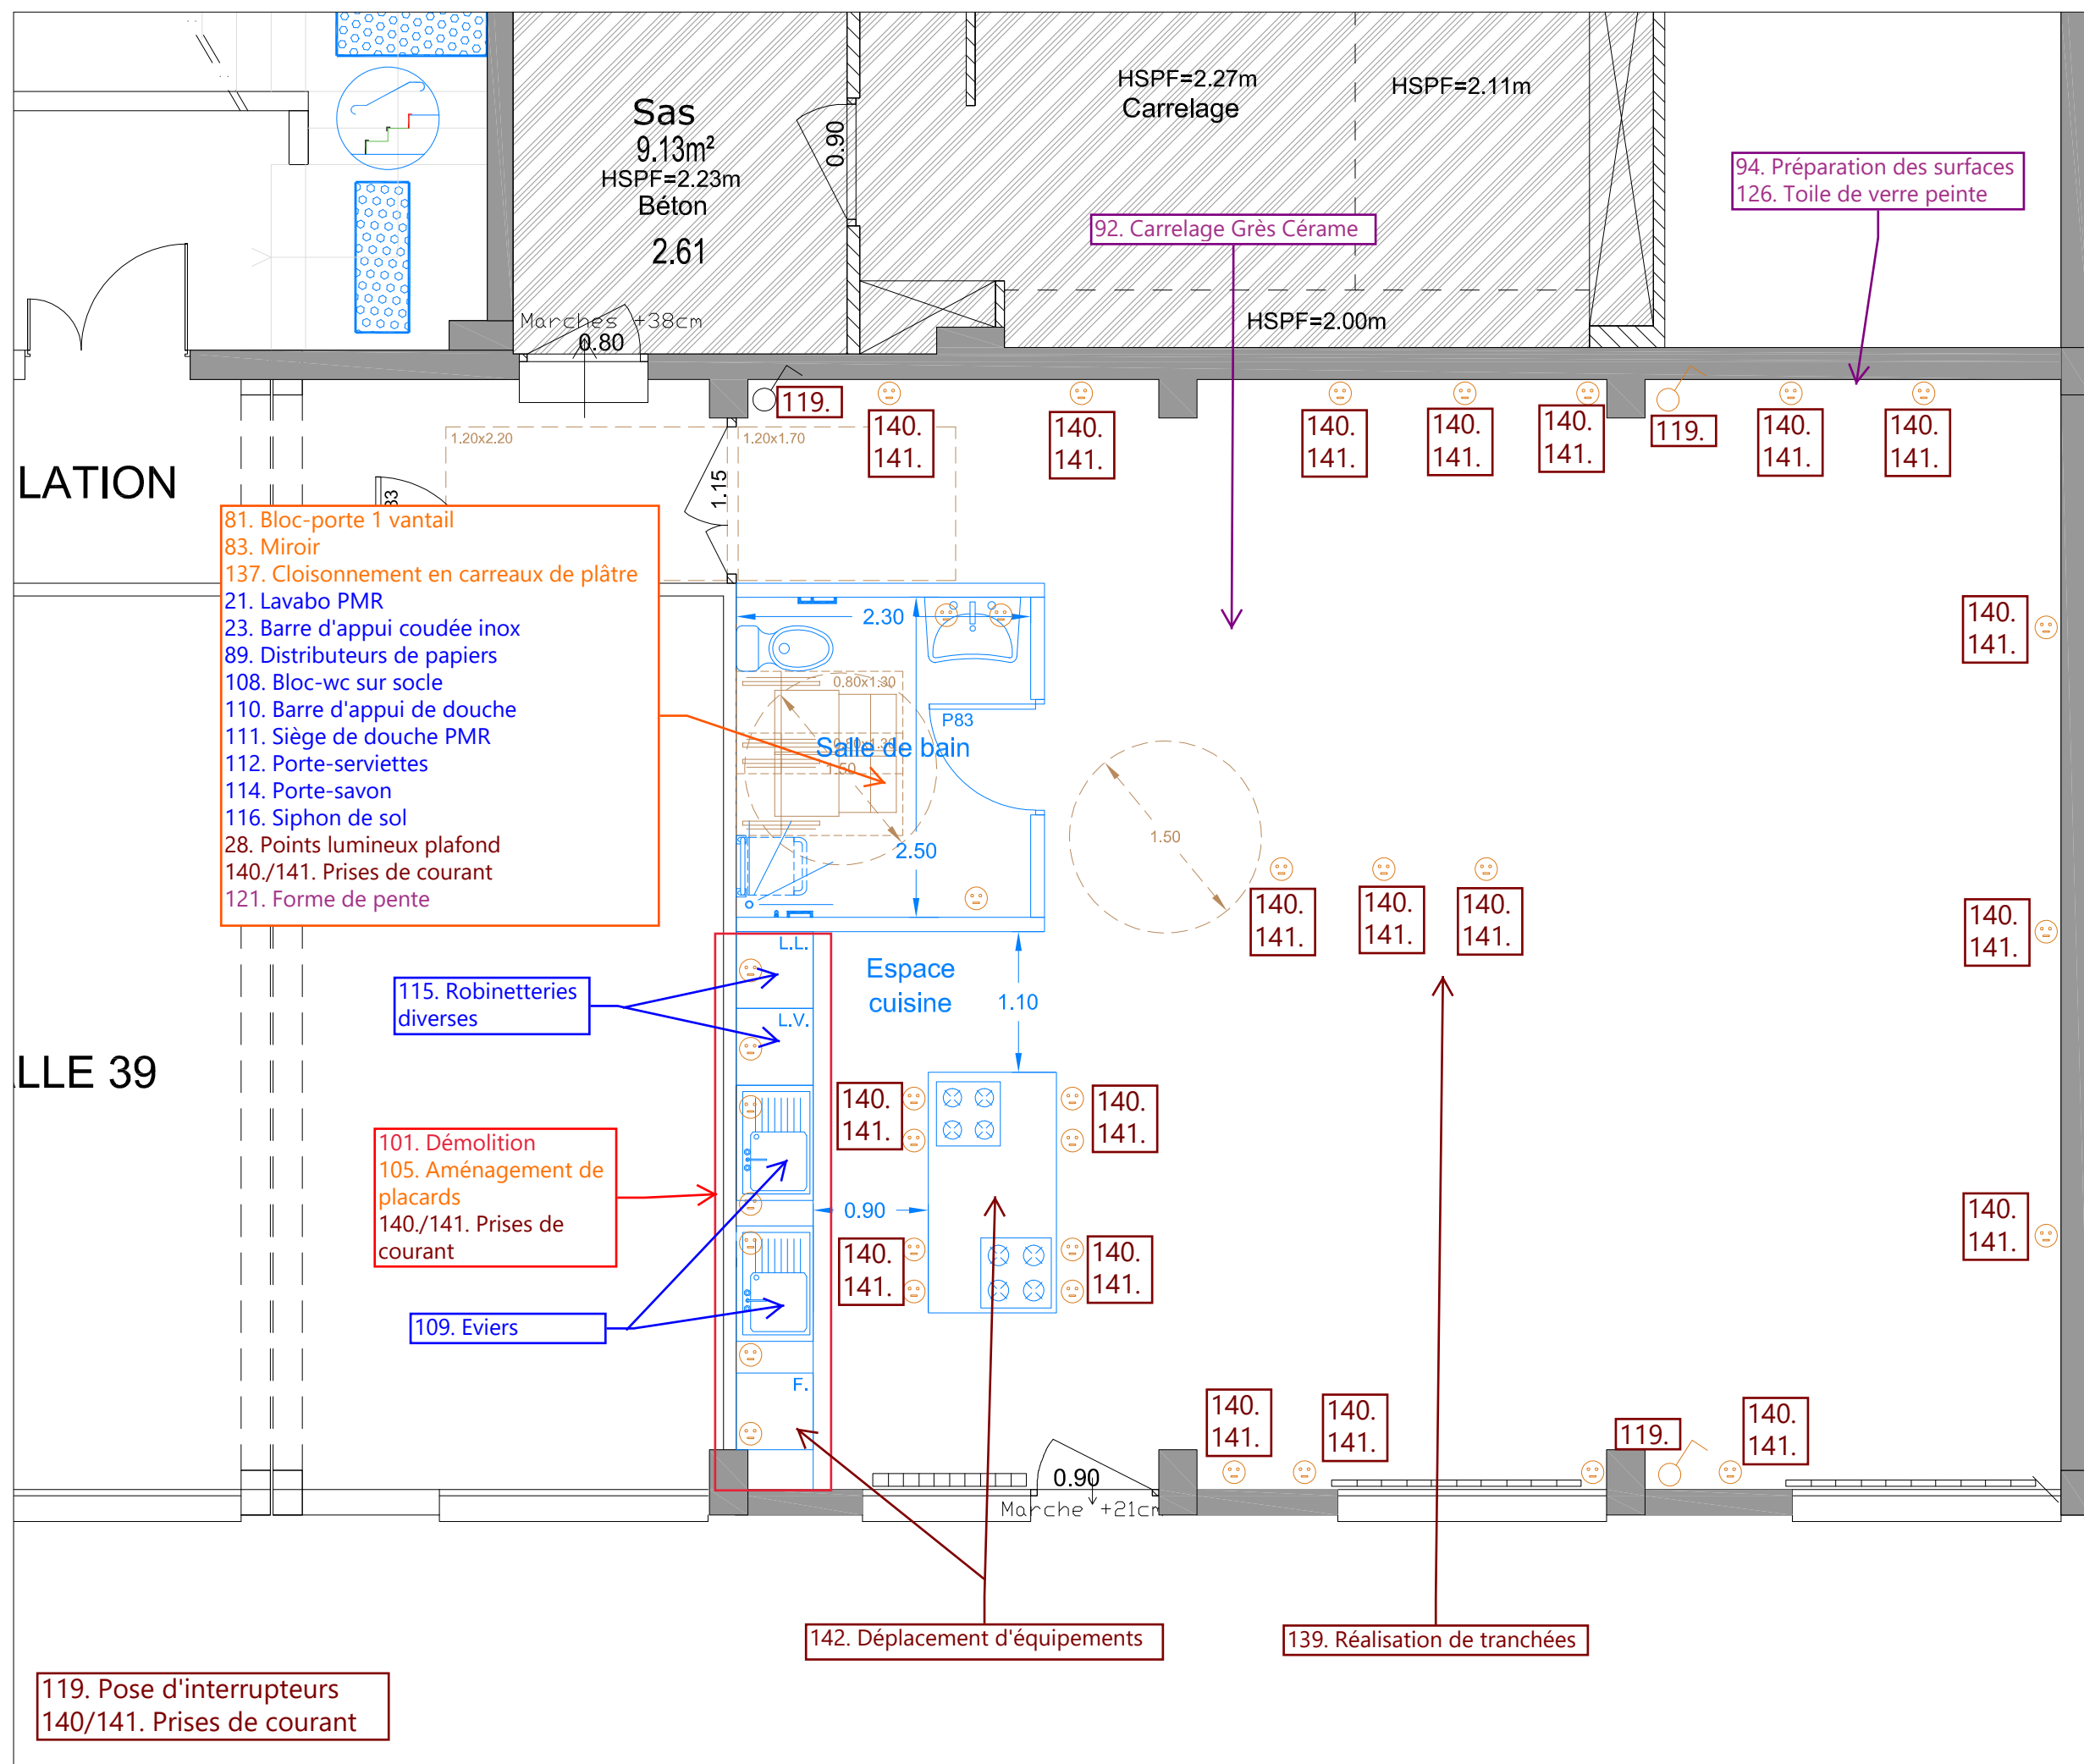 Sas
9.13m²
HSPF=2.23m
Béton
2.61
0.90
HSPF=2.27m
Carrelage
HSPF=2.11m
94. Préparation des surfaces
126. Toile de verre peinte
92. Carrelage Grès Cérame
Marches +38cm
0.80
HSPF=2.00m
119.
140.
141.
140.
141.
140.
141.
140.
141.
140.
141.
119.
140.
141.
140.
141.
1.20x2.20
1.20x1.70
LATION
83
1.15
81. Bloc-porte 1 vantail
83. Miroir
137. Cloisonnement en carreaux de plâtre
21. Lavabo PMR
23. Barre d'appui coudée inox
89. Distributeurs de papiers
108. Bloc-wc sur socle
110. Barre d'appui de douche
111. Siège de douche PMR
112. Porte-serviettes
114. Porte-savon
116. Siphon de sol
28. Points lumineux plafond
140./141. Prises de courant
121. Forme de pente
2.30
0.80x1.30
P83
Salle de bain
0.80x1.30
1.50
2.50
1.50
140.
141.
140.
141.
140.
141.
140.
141.
140.
141.
L.L.
Espace
cuisine
1.10
115. Robinetteries
diverses
L.V.
LLE 39
140.
141.
140.
141.
101. Démolition
105. Aménagement de
placards
140./141. Prises de
courant
0.90
140.
141.
140.
141.
140.
141.
109. Eviers
F.
140.
141.
140.
141.
119.
140.
141.
0.90
Marche +21cm
142. Déplacement d'équipements
139. Réalisation de tranchées
119. Pose d'interrupteurs
140/141. Prises de courant